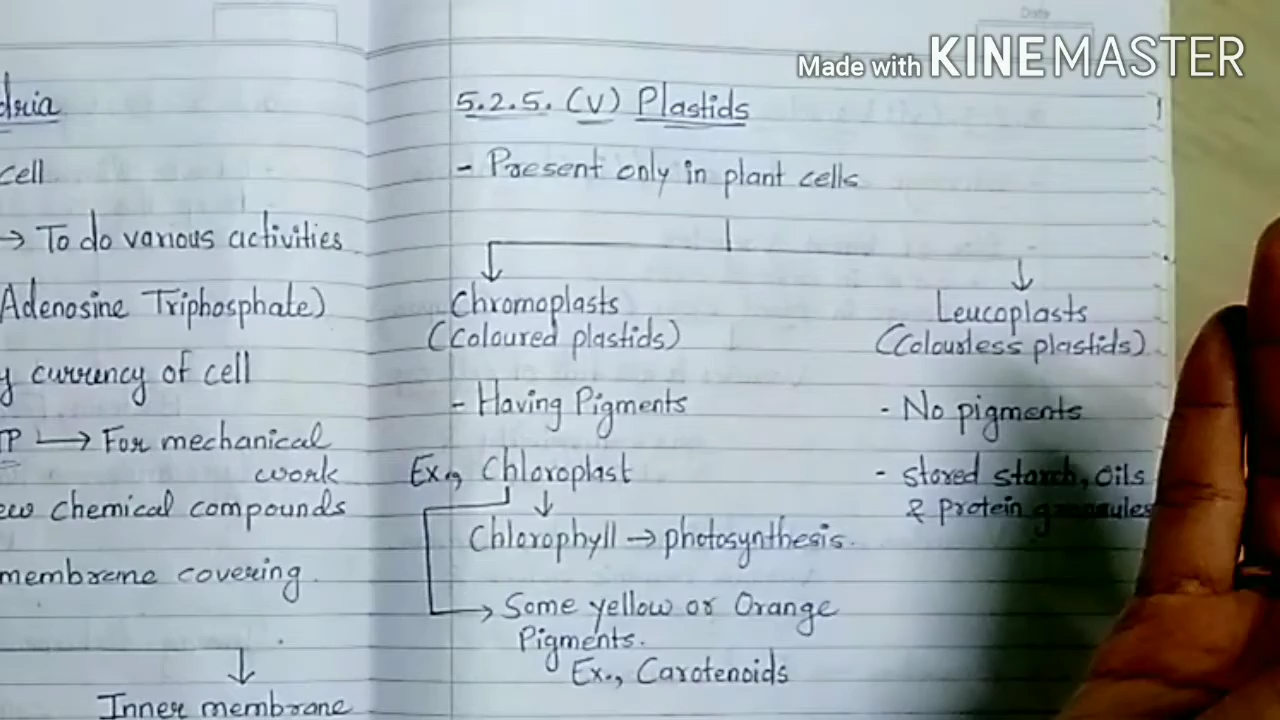 Date
Made with KINEMASTER
dria
cell
→ To do various activities
Adenosine Triphosphate)
y currency of cell
TP → For mechanical
work
ew chemical compounds
membrane covering
Inner membrane
5.2.5. (V) Plastids
- Present only in plant cells
Chromoplasts
(Coloured plastids)
- Having Pigments
Ex., Chloroplast
↓
Chlorophyll → photosynthesis.
→ Some yellow or Orange
Pigments.
Ex., Carotenoids
Leucoplasts
(Colourless plastids)
- No pigments
- stored starch, oils
& protein granules